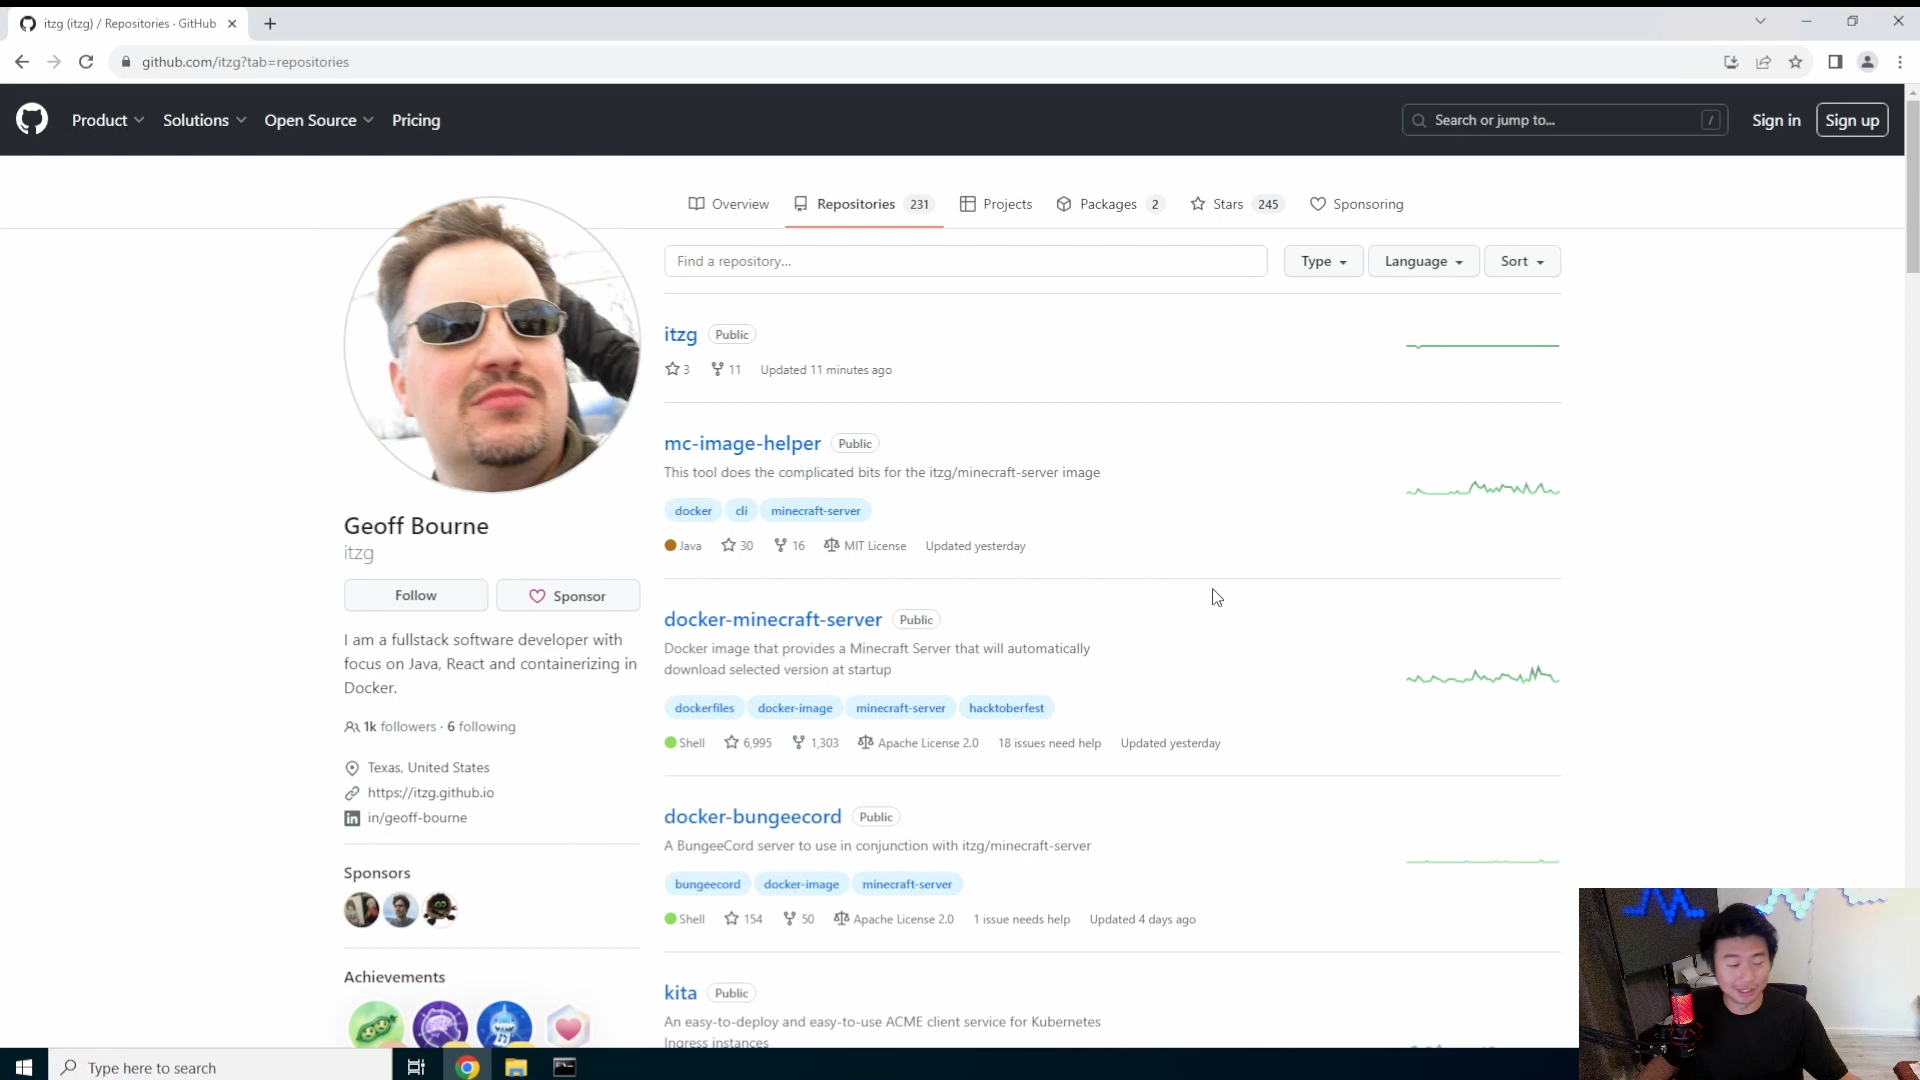 itzg (itzg) / Repositories · GitHub
github.com/itzg?tab=repositories
Product
Solutions
Open Source
Pricing
Search or jump to...
/
Sign in
Sign up
Overview
Repositories 231
Projects
Packages 2
Stars 245
Sponsoring
Find a repository...
Type
Language
Sort
itzg Public
3 11 Updated 11 minutes ago
mc-image-helper Public
This tool does the complicated bits for the itzg/minecraft-server image
docker cli minecraft-server
Java 30 16 MIT License Updated yesterday
Geoff Bourne
itzg
Follow
Sponsor
I am a fullstack software developer with
focus on Java, React and containerizing in
Docker.
1k followers · 6 following
Texas, United States
https://itzg.github.io
in/geoff-bourne
Sponsors
Achievements
docker-minecraft-server Public
Docker image that provides a Minecraft Server that will automatically
download selected version at startup
dockerfiles docker-image minecraft-server hacktoberfest
Shell 6,995 1,303 Apache License 2.0 18 issues need help Updated yesterday
docker-bungeecord Public
A BungeeCord server to use in conjunction with itzg/minecraft-server
bungeecord docker-image minecraft-server
Shell 154 50 Apache License 2.0 1 issue needs help Updated 4 days ago
kita Public
An easy-to-deploy and easy-to-use ACME client service for Kubernetes
Ingress instances
Type here to search